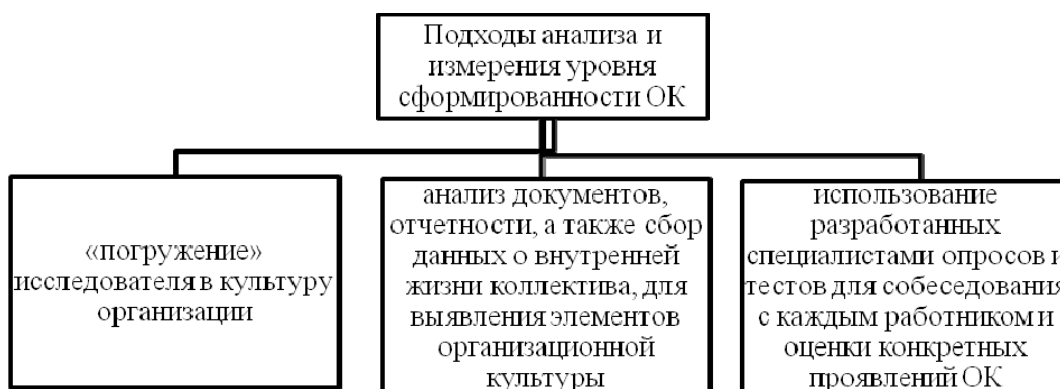 Подходы анализа и
измерения уровня
сформированности ОК
«погружение»
исследователя в культуру
организации
анализ документов,
отчетности, а также сбор
данных о внутренней
жизни коллектива, для
выявления элементов
организационной
культуры
использование
разработанных
специалистами опросов и
тестов для собеседования
с каждым работником и
оценки конкретных
проявлений ОК